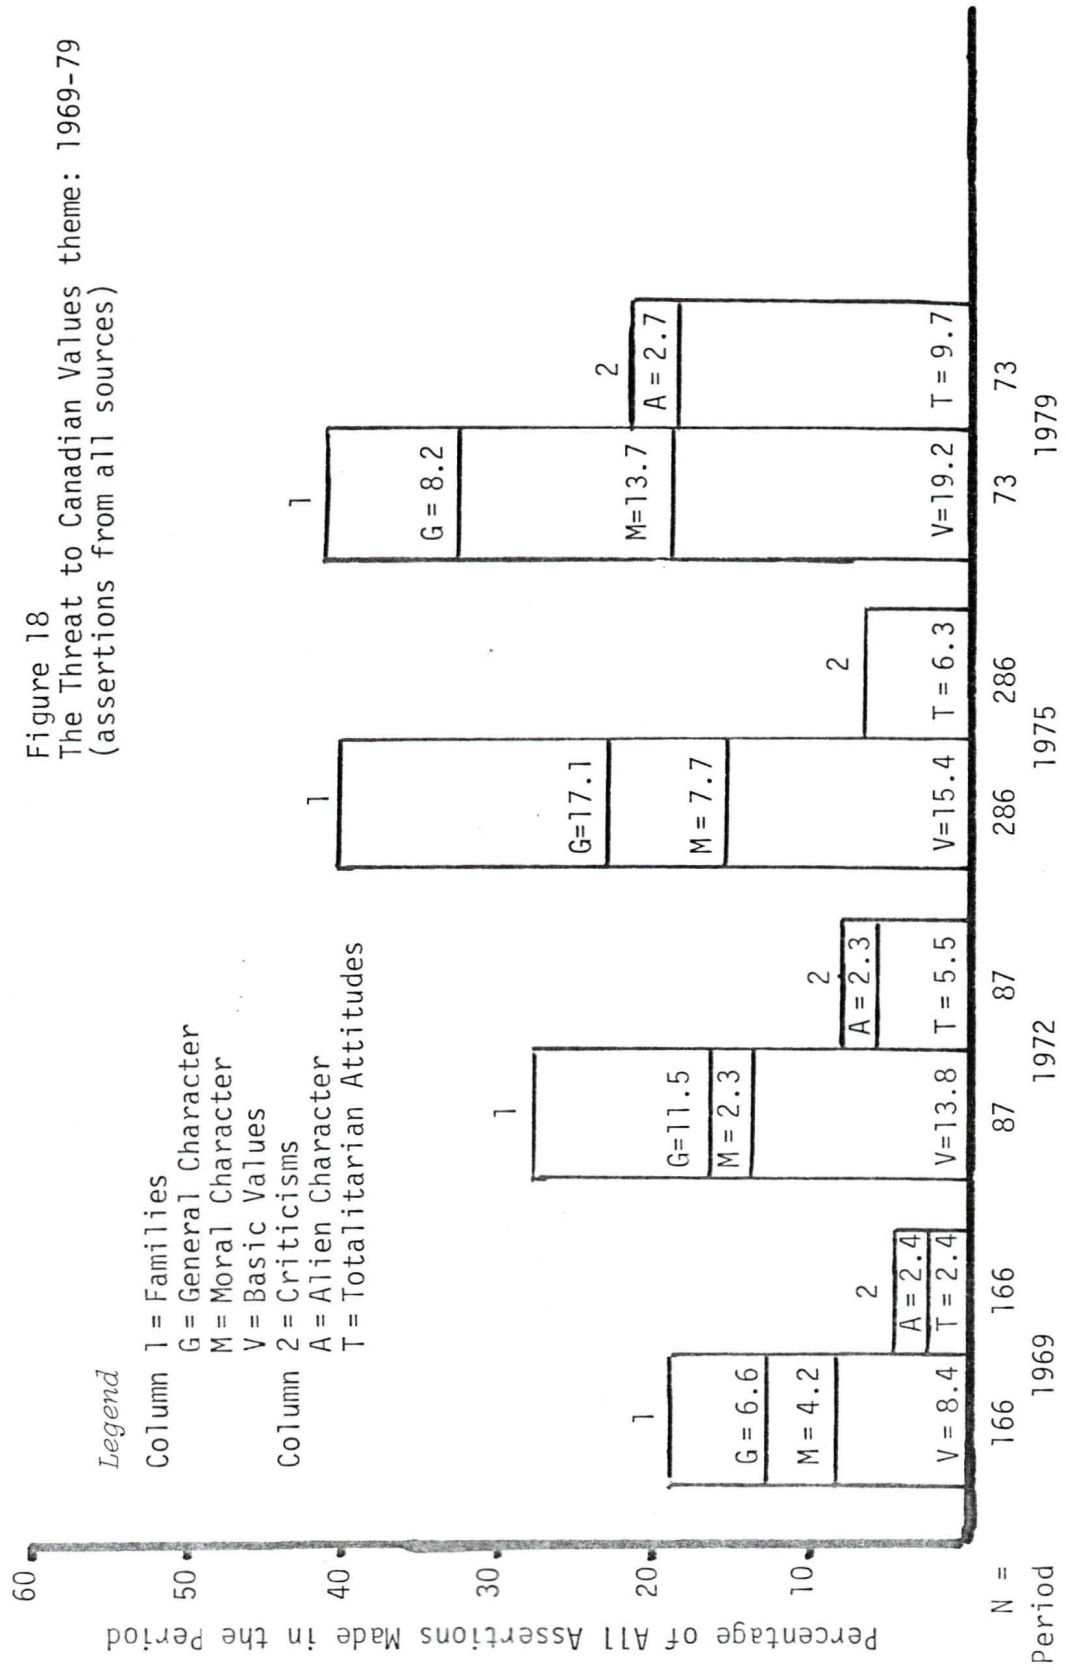 Figure 18
The Threat to Canadian Values theme: 1969-79
(assertions from all sources)
Legend
Column 1 = Families
G = General Character
M = Moral Character
V = Basic Values
Column 2 = Criticisms
A = Alien Character
T = Totalitarian Attitudes
Percentage of All Assertions Made in the Period
60
50
40
30
20
10
1
G = 6.6
M = 4.2
V = 8.4
2
A = 2.4
T = 2.4
1
G=11.5
M = 2.3
V=13.8
2
A = 2.3
T = 5.5
1
G=17.1
M = 7.7
V=15.4
2
T = 6.3
1
G = 8.2
M=13.7
V=19.2
2
A = 2.7
T = 9.7
N = 166 166 87 87 286 286 73 73
Period 1969 1972 1975 1979